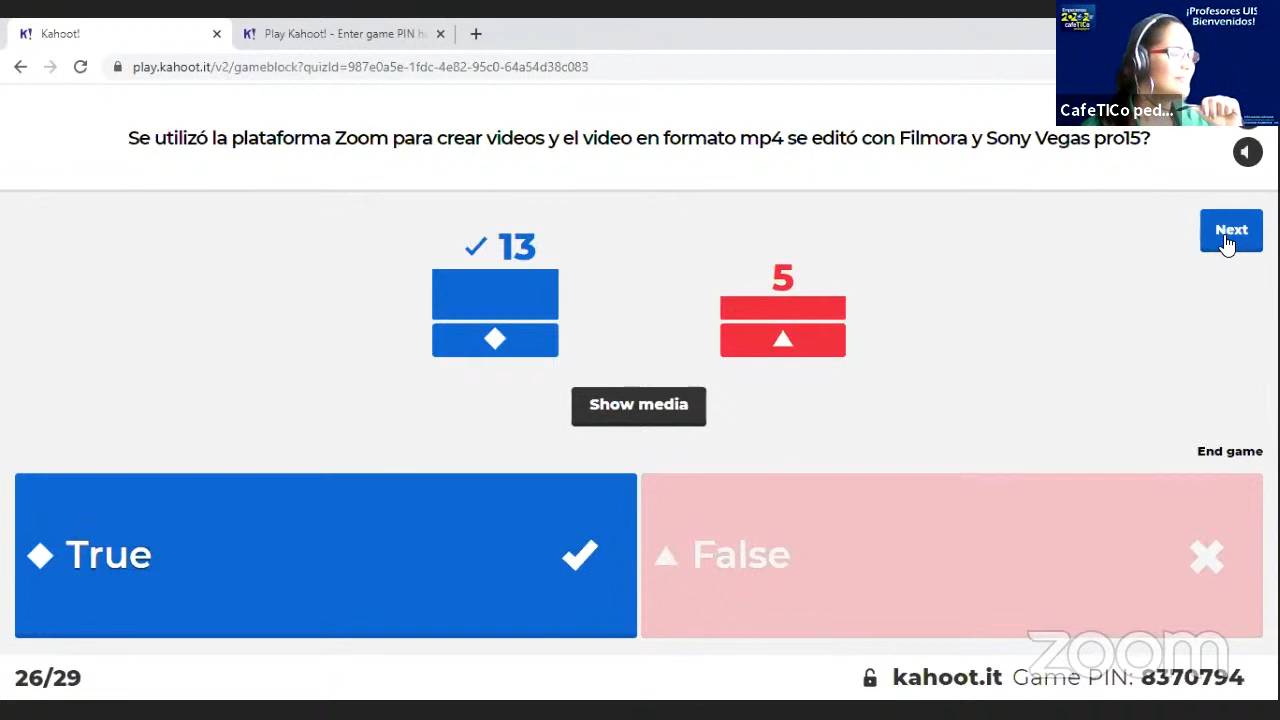 K! Kahoot!
K! Play Kahoot! - Enter game PIN h
play.kahoot.it/v2/gameblock?quizId=987e0a5e-1fdc-4e82-95c0-64a54d38c083
Empecemos
2020
cafeTICo
¡Profesores UIS
Bienvenidos!
CafeTICo ped...
Se utilizó la plataforma Zoom para crear videos y el video en formato mp4 se editó con Filmora y Sony Vegas pro15?
Next
13
5
Show media
End game
True
False
zoom
26/29
kahoot.it Game PIN: 8370794